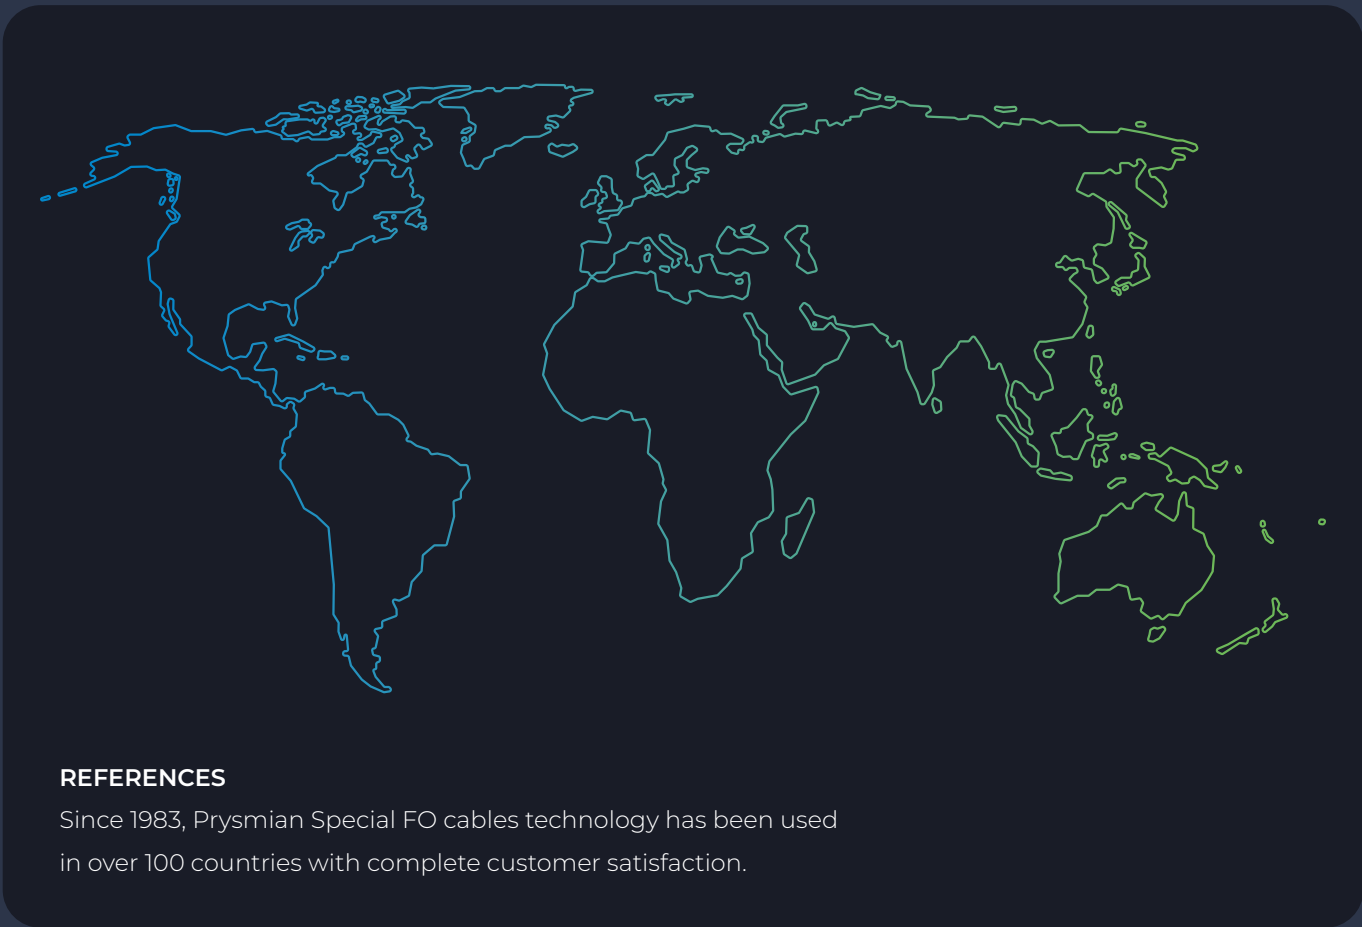 REFERENCES
Since 1983, Prysmian Special FO cables technology has been used
in over 100 countries with complete customer satisfaction.